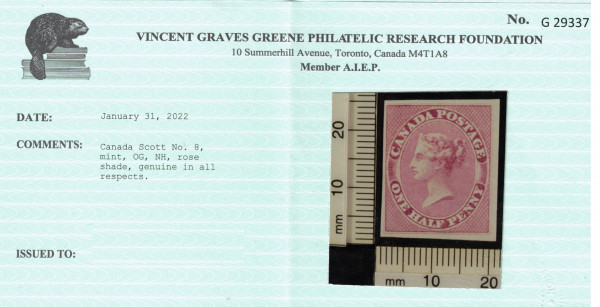 No. G 29337
VINCENT GRAVES GREENE PHILATELIC RESEARCH FOUNDATION
10 Summerhill Avenue, Toronto, Canada M4T1A8
Member A.I.E.P.
DATE: January 31, 2022
COMMENTS: Canada Scott No. 8,
mint, OG, NH, rose
shade, genuine in all
respects.
ISSUED TO:
CANADA POSTAGE
ONE HALF PENNY
20
10
mm
mm 10 20